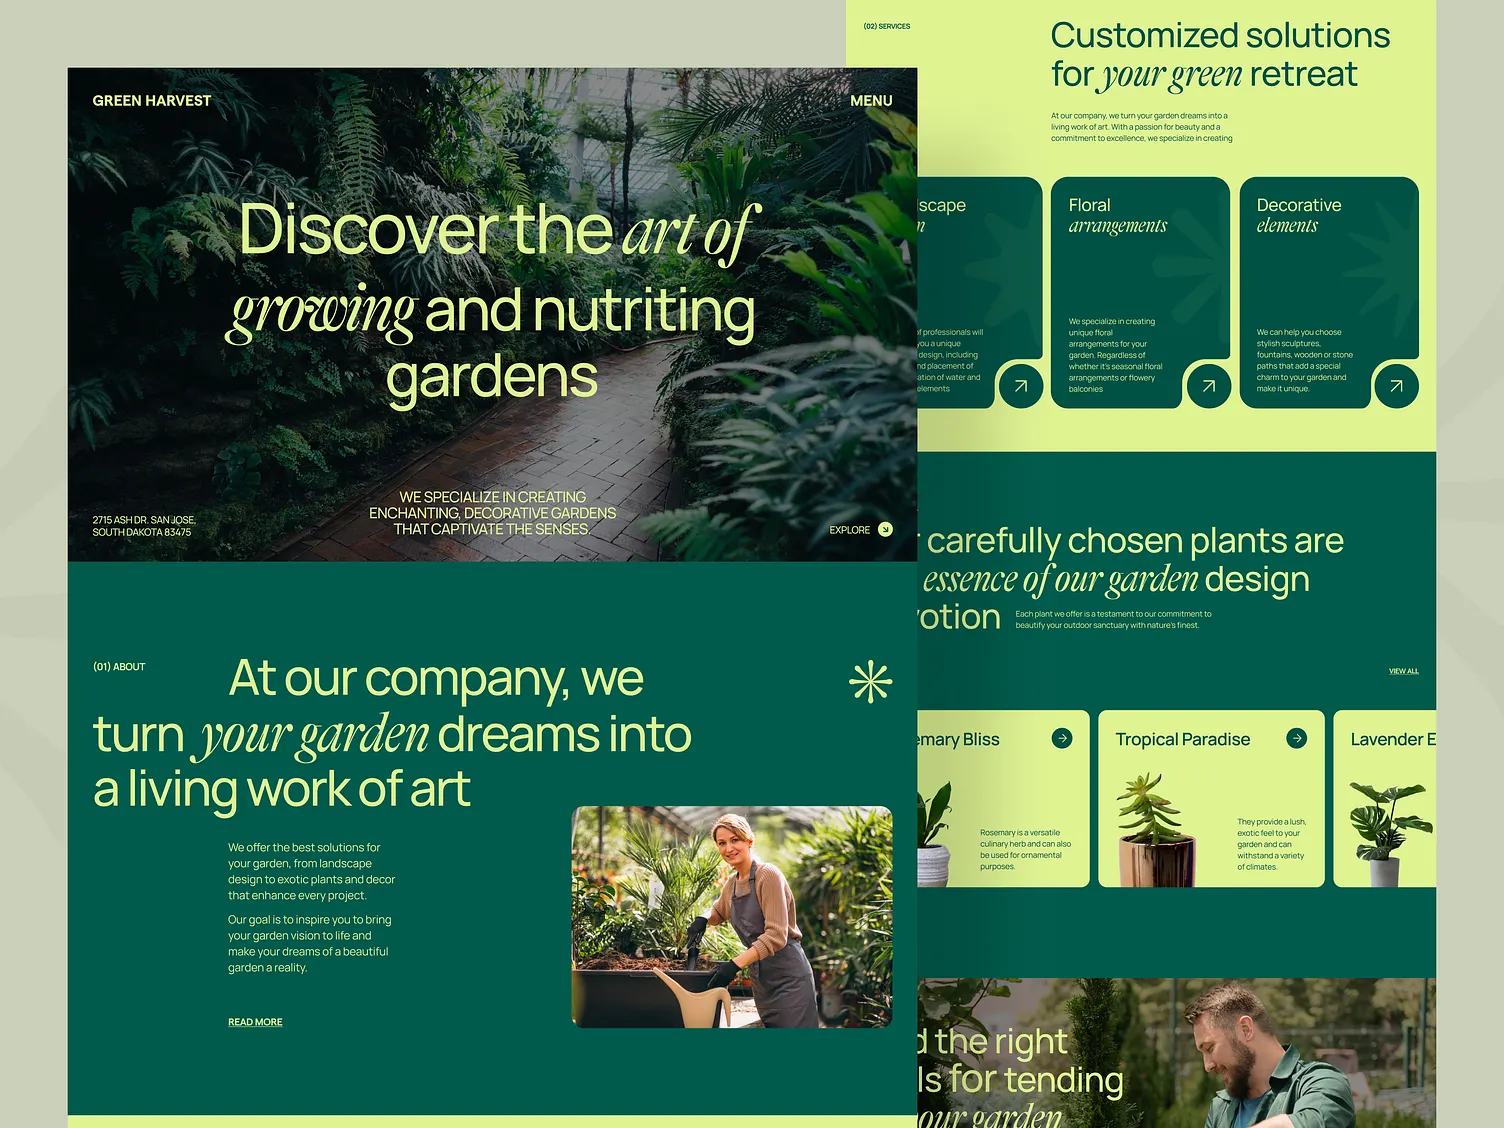 GREEN HARVEST
MENU
Discover the art of
growing and nutriting
gardens
WE SPECIALIZE IN CREATING
ENCHANTING, DECORATIVE GARDENS
THAT CAPTIVATE THE SENSES.
2715 ASH DR. SAN JOSE,
SOUTH DAKOTA 83475
EXPLORE
(01) ABOUT
At our company, we
turn your garden dreams into
a living work of art
We offer the best solutions for
your garden, from landscape
design to exotic plants and decor
that enhance every project.
Our goal is to inspire you to bring
your garden vision to life and
make your dreams of a beautiful
garden a reality.
READ MORE
(02) SERVICES
Customized solutions
for your green retreat
At our company, we turn your garden dreams into a
living work of art. With a passion for beauty and a
commitment to excellence, we specialize in creating
scape
n
of professionals will
you a unique
design, including
nd placement of
ation of water and
elements
Floral
arrangements
We specialize in creating
unique floral
arrangements for your
garden. Regardless of
whether it's seasonal floral
arrangements or flowery
balconies
Decorative
elements
We can help you choose
stylish sculptures,
fountains, wooden or stone
paths that add a special
charm to your garden and
make it unique.
carefully chosen plants are
essence of our garden design
votion
Each plant we offer is a testament to our commitment to
beautify your outdoor sanctuary with nature's finest.
VIEW ALL
emary Bliss
Rosemary is a versatile
culinary herb and can also
be used for ornamental
purposes.
Tropical Paradise
They provide a lush,
exotic feel to your
garden and can
withstand a variety
of climates.
Lavender E
d the right
ls for tending
our garden